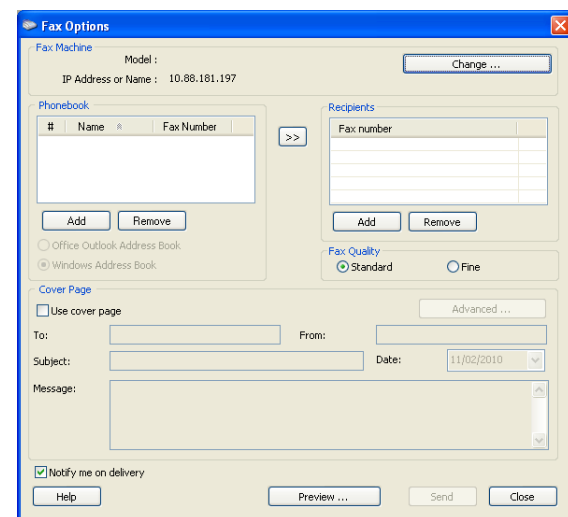 Fax Options
Fax Machine
Model :
Change ...
IP Address or Name : 10.88.181.197
Phonebook
# Name Fax Number
>>
Add Remove
Office Outlook Address Book
Windows Address Book
Recipients
Fax number
Add Remove
Fax Quality
Standard Fine
Cover Page
Use cover page
Advanced ...
To: From:
Subject: Date: 11/02/2010
Message:
Notify me on delivery
Help Preview ... Send Close